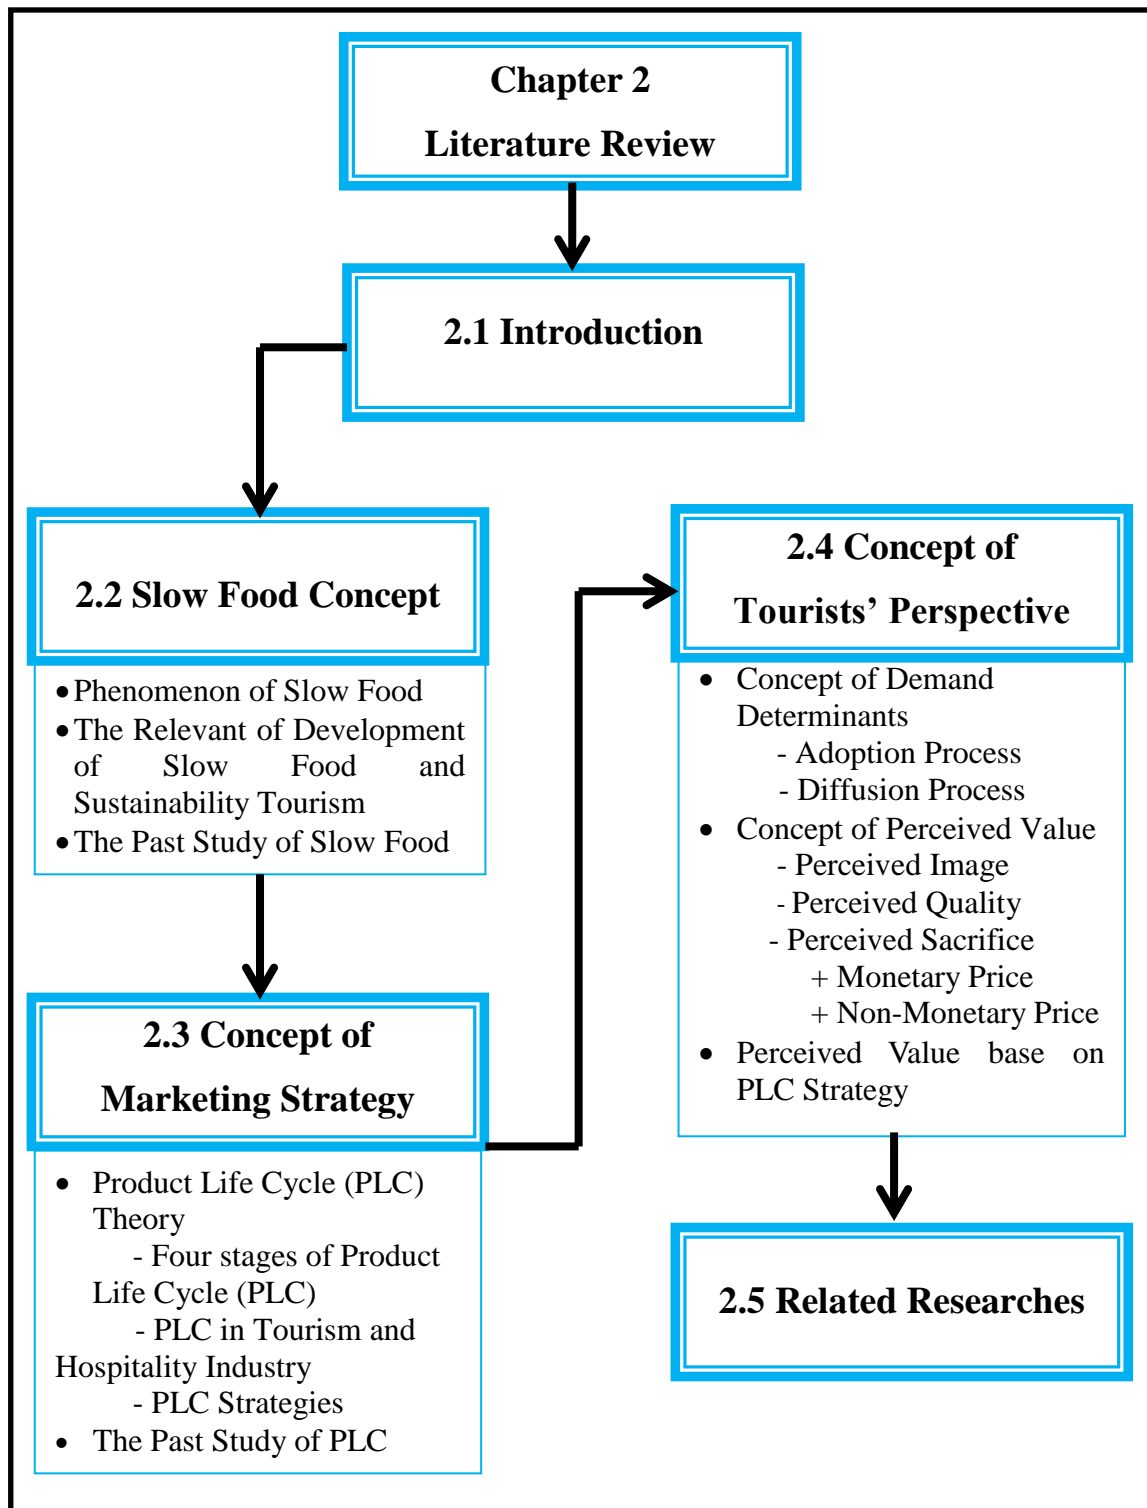 Chapter 2
Literature Review
2.1 Introduction
2.2 Slow Food Concept
•Phenomenon of Slow Food
•The Relevant of Development
of Slow Food and
Sustainability Tourism
•The Past Study of Slow Food
2.3 Concept of
Marketing Strategy
• Product Life Cycle (PLC)
Theory
- Four stages of Product
Life Cycle (PLC)
- PLC in Tourism and
Hospitality Industry
- PLC Strategies
• The Past Study of PLC
2.4 Concept of
Tourists’ Perspective
• Concept of Demand
Determinants
- Adoption Process
- Diffusion Process
• Concept of Perceived Value
- Perceived Image
- Perceived Quality
- Perceived Sacrifice
+ Monetary Price
+ Non-Monetary Price
• Perceived Value base on
PLC Strategy
2.5 Related Researches